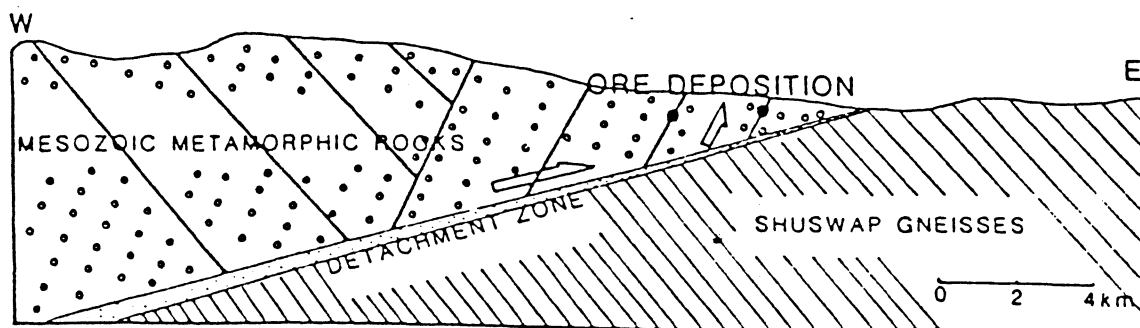 W
E
ORE DEPOSITION
MESOZOIC METAMORPHIC ROCKS
DETACHMENT ZONE
SHUSWAP GNEISSES
0 2 4 km